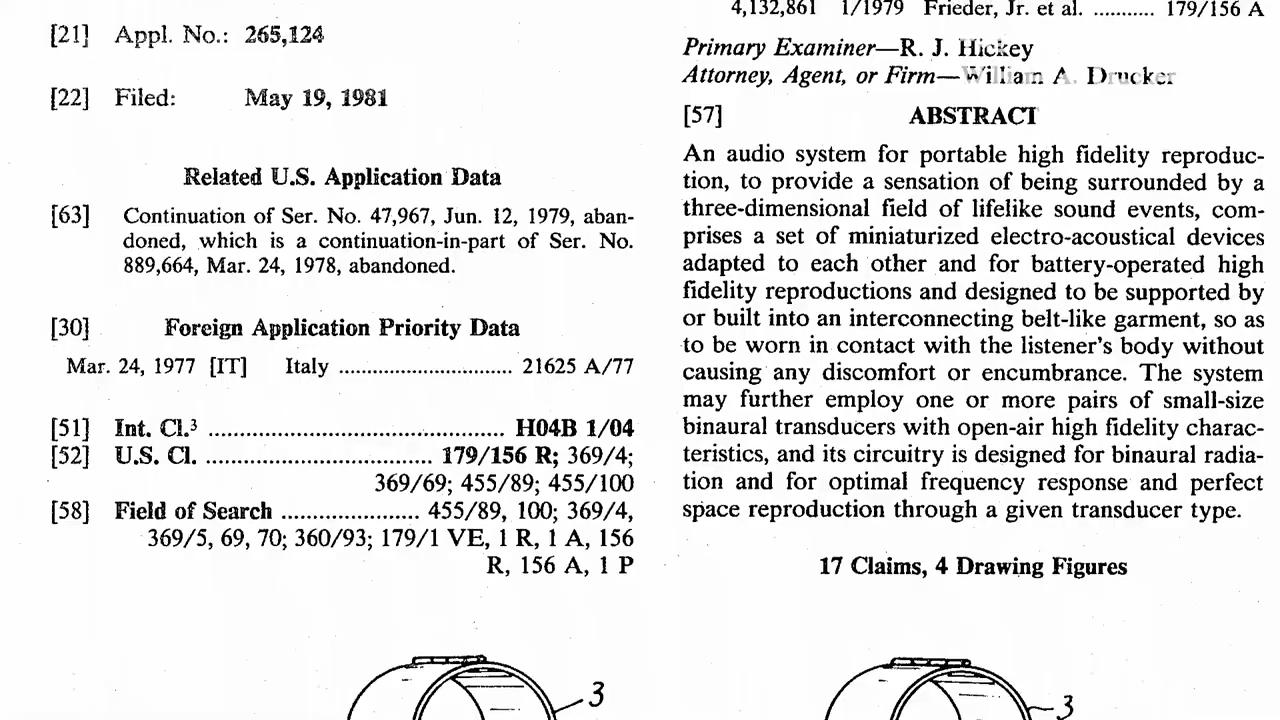 [21] Appl. No.: 265,124
[22] Filed: May 19, 1981
Related U.S. Application Data
[63] Continuation of Ser. No. 47,967, Jun. 12, 1979, aban-
doned, which is a continuation-in-part of Ser. No.
889,664, Mar. 24, 1978, abandoned.
[30] Foreign Application Priority Data
Mar. 24, 1977 [IT] Italy ................................ 21625 A/77
[51] Int. Cl.³ ................................................ H04B 1/04
[52] U.S. Cl. ..................................... 179/156 R; 369/4;
369/69; 455/89; 455/100
[58] Field of Search ....................... 455/89, 100; 369/4,
369/5, 69, 70; 360/93; 179/1 VE, 1 R, 1 A, 156
R, 156 A, 1 P
3
4,132,861 1/1979 Frieder, Jr. et al. ........... 179/156 A
Primary Examiner—R. J. Hickey
Attorney, Agent, or Firm—William A. Drucker
[57] ABSTRACT
An audio system for portable high fidelity reproduc-
tion, to provide a sensation of being surrounded by a
three-dimensional field of lifelike sound events, com-
prises a set of miniaturized electro-acoustical devices
adapted to each other and for battery-operated high
fidelity reproductions and designed to be supported by
or built into an interconnecting belt-like garment, so as
to be worn in contact with the listener's body without
causing any discomfort or encumbrance. The system
may further employ one or more pairs of small-size
binaural transducers with open-air high fidelity charac-
teristics, and its circuitry is designed for binaural radia-
tion and for optimal frequency response and perfect
space reproduction through a given transducer type.
17 Claims, 4 Drawing Figures
3